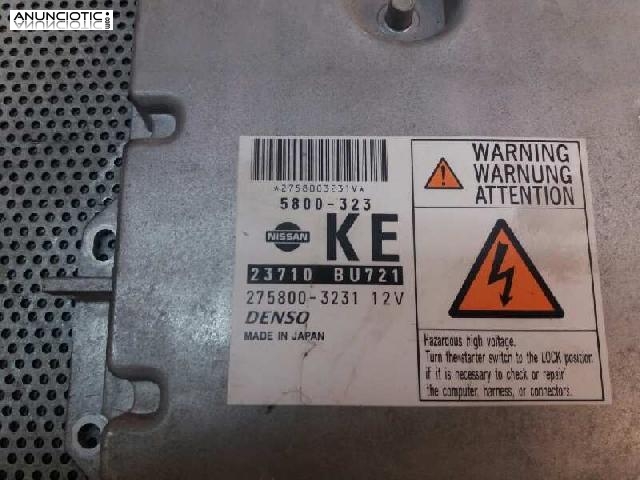 ANUNCIOTIC
*2758003231V*
5800-323
NISSAN
KE
23710 BU721
275800-3231 12V
DENSO
MADE IN JAPAN
WARNING
WARNUNG
ATTENTION
Hazardous high voltage.
Turn the starter switch to the LOCK position
if it is necessary to check or repair
the computer, harness, or connectors.